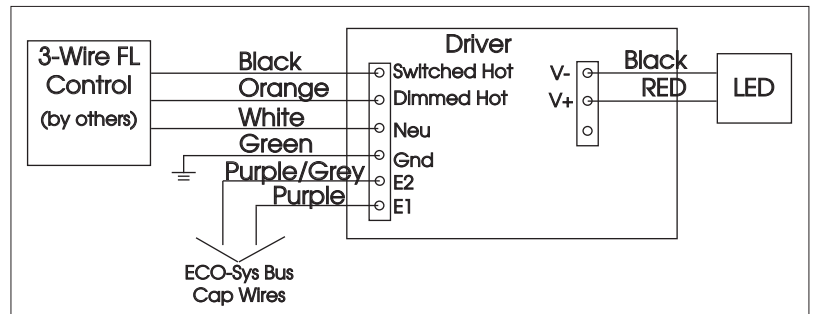 3-Wire FL
Control
(by others)
Black
Orange
White
Green
Purple/Grey
Purple
Driver
Switched Hot
Dimmed Hot
Neu
Gnd
E2
E1
V-
V+
Black
RED
LED
ECO-Sys Bus
Cap Wires